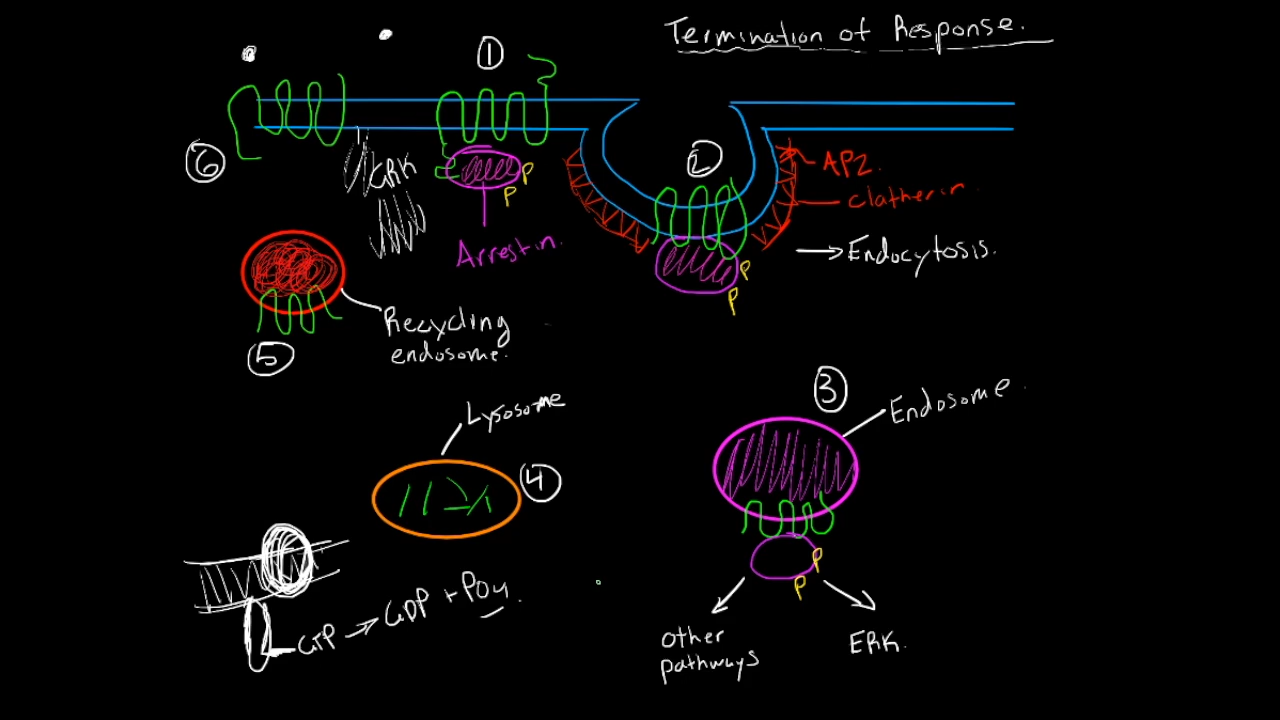 Termination of Response.
1
6
GRK
P
P
Arrestin.
2
AP2.
clatherin
Endocytosis.
P
P
5
Recycling
endosome.
3
Endosome
Lysosome
4
GTP → GDP + PO4
P
P
other
pathways
ERK.